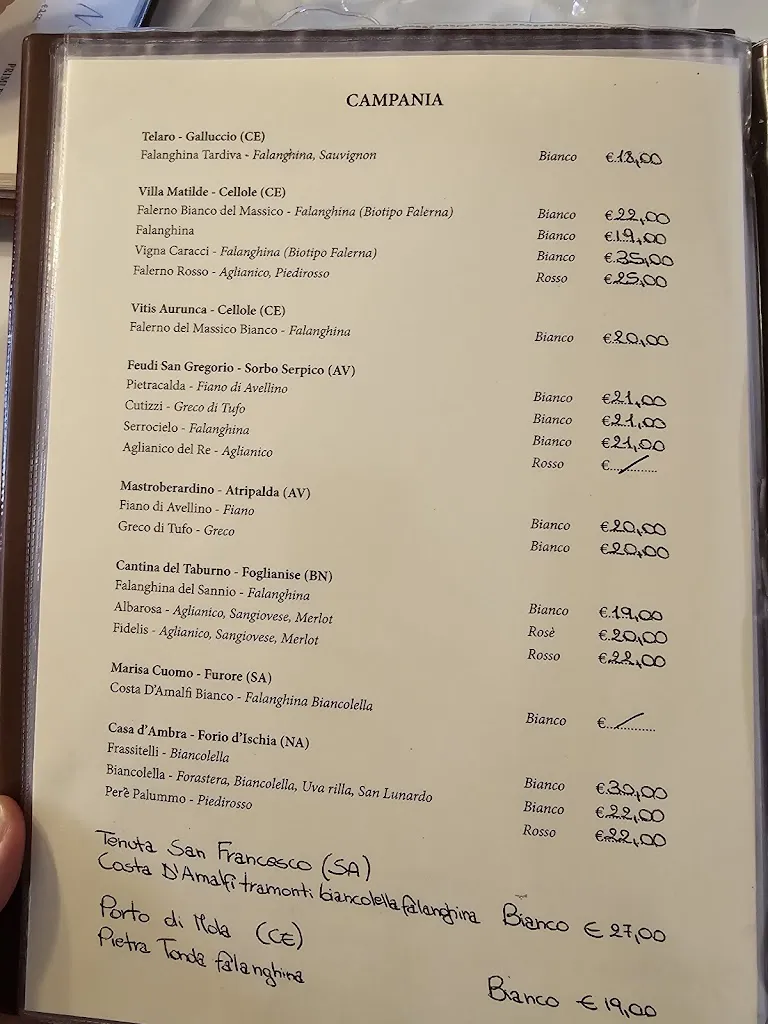 PRIMI
CAMPANIA
Telaro - Galluccio (CE)
Falanghina Tardiva - Falanghina, Sauvignon Bianco €18,00
Villa Matilde - Cellole (CE)
Falerno Bianco del Massico - Falanghina (Biotipo Falerna) Bianco €22,00
Falanghina Bianco €19,00
Vigna Caracci - Falanghina (Biotipo Falerna) Bianco €35,00
Falerno Rosso - Aglianico, Piedirosso Rosso €25,00
Vitis Aurunca - Cellole (CE)
Falerno del Massico Bianco - Falanghina Bianco €20,00
Feudi San Gregorio - Sorbo Serpico (AV)
Pietracalda - Fiano di Avellino Bianco €21,00
Cutizzi - Greco di Tufo Bianco €21,00
Serrocielo - Falanghina Bianco €21,00
Aglianico del Re - Aglianico Rosso €..../..........
Mastroberardino - Atripalda (AV)
Fiano di Avellino - Fiano Bianco €20,00
Greco di Tufo - Greco Bianco €20,00
Cantina del Taburno - Foglianise (BN)
Falanghina del Sannio - Falanghina Bianco €19,00
Albarosa - Aglianico, Sangiovese, Merlot Rosè €20,00
Fidelis - Aglianico, Sangiovese, Merlot Rosso €22,00
Marisa Cuomo - Furore (SA)
Costa D'Amalfi Bianco - Falanghina Biancolella Bianco €..../..........
Casa d'Ambra - Forio d'Ischia (NA)
Frassitelli - Biancolella Bianco €30,00
Biancolella - Forastera, Biancolella, Uva rilla, San Lunardo Bianco €22,00
Perè Palummo - Piedirosso Rosso €22,00
Tenuta San Francesco (SA)
Costa D'Amalfi tramonti biancolella falanghina Bianco €27,00
Porto di Mola (CE)
Pietra Tonda falanghina Bianco €19,00